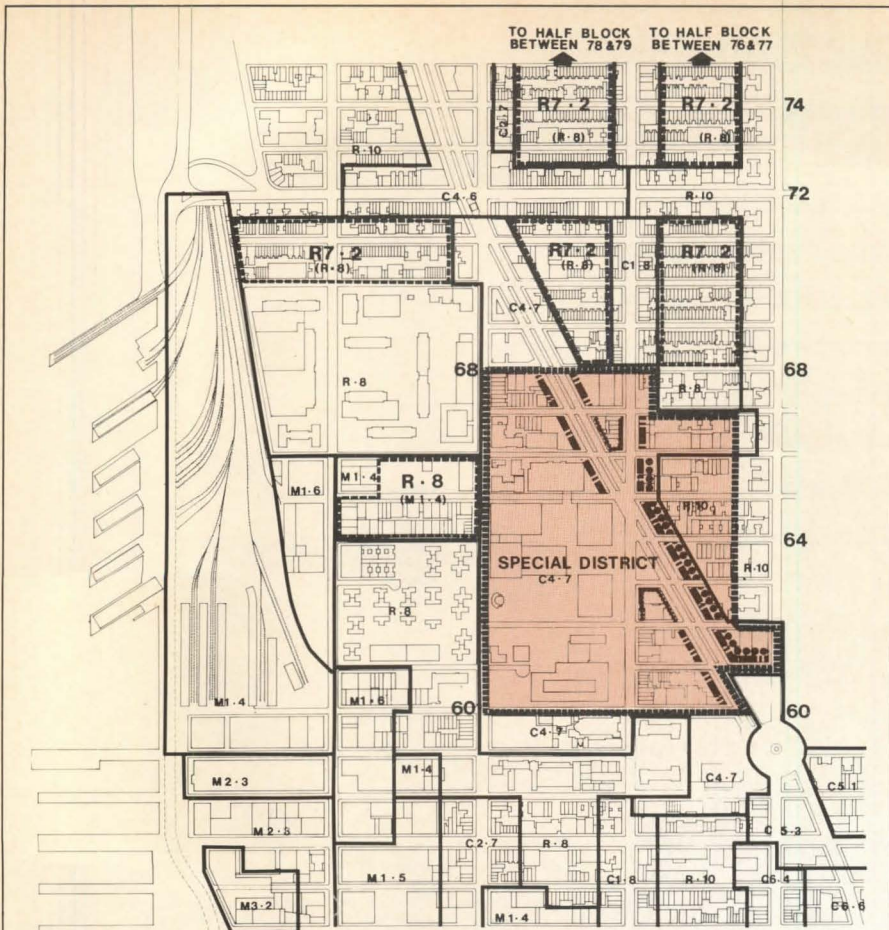 TO HALF BLOCK
BETWEEN 78 & 79
TO HALF BLOCK
BETWEEN 76 & 77
R7·2
(R·8)
R7·2
(R·8)
74
R·10
C4·6
R·10
72
R7·2
(R·8)
R7·2
(R·8)
C1·8
R7·2
(R·8)
C4·7
68
68
R·8
R·8
M1·6
M1·4
R·8
(M1·4)
R·10
64
SPECIAL DISTRICT
C4·7
R·10
R·8
M1·4
M1·6
60
60
C4·7
M2·3
M1·4
C4·7
C5·1
M2·3
C2·7
R·8
C5·3
M1·5
C1·8
R·10
C6·4
M3·2
M1·4
C6·6